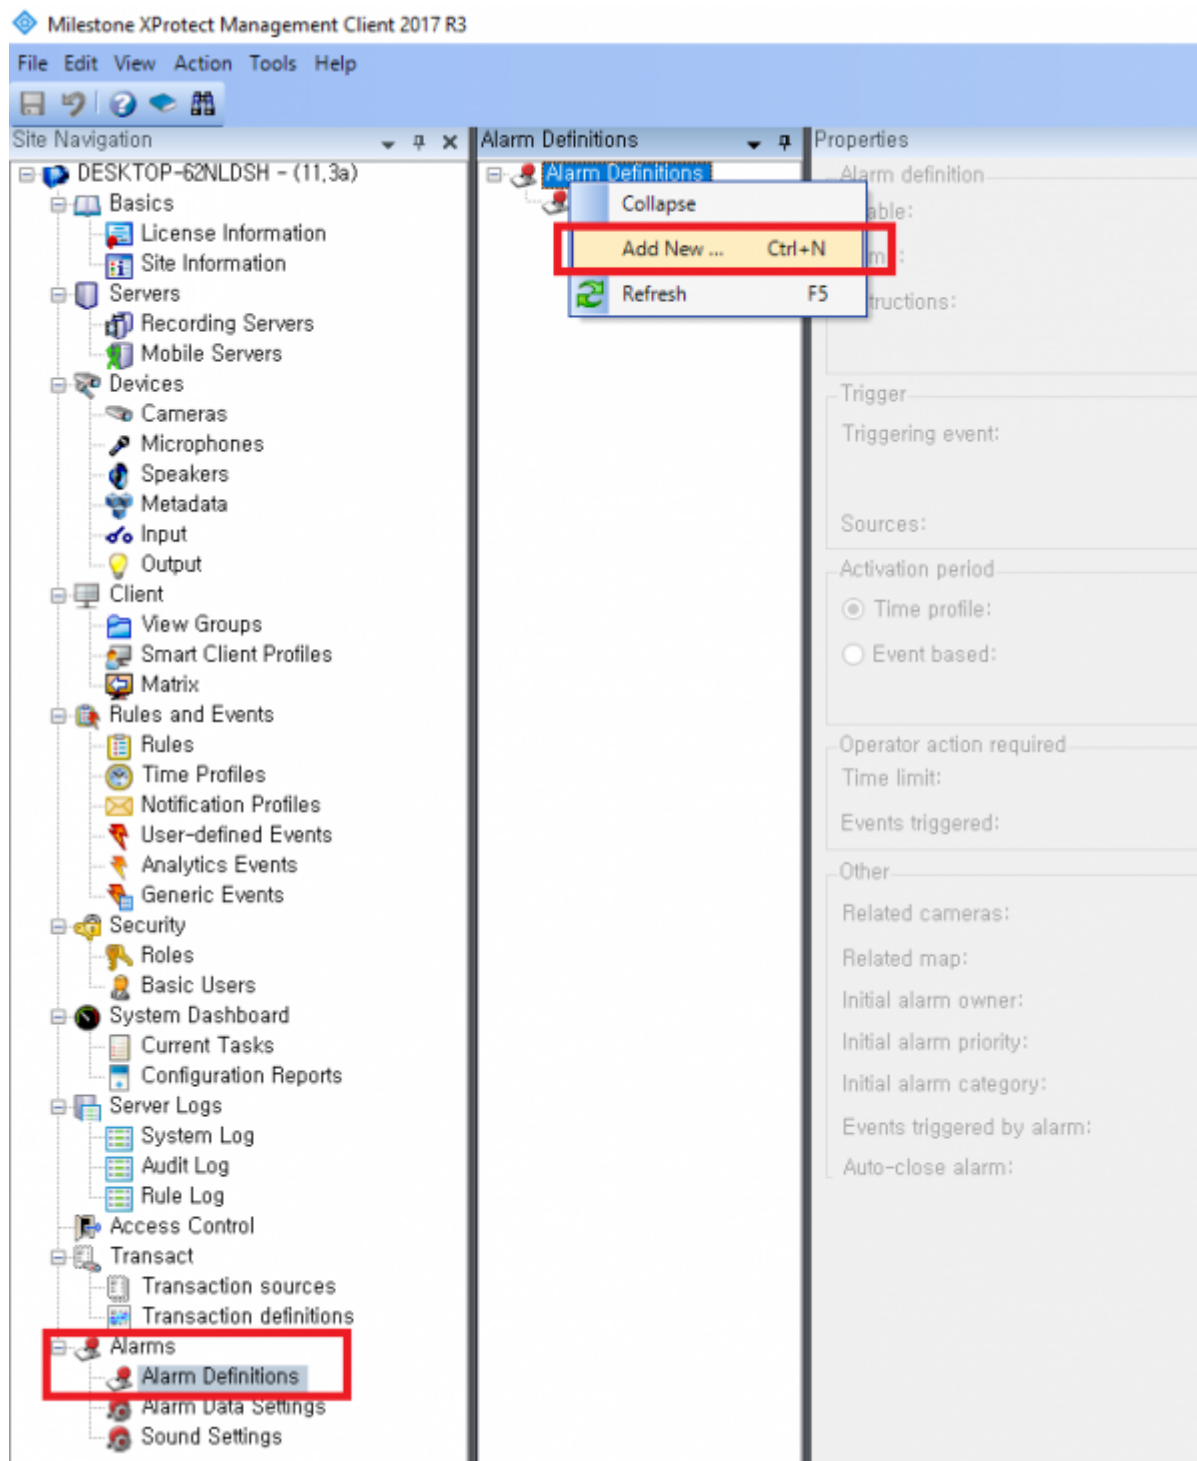 Milestone XProtect Management Client 2017 R3
File Edit View Action Tools Help
Site Navigation
DESKTOP-62NLDSH - (11,3a)
Basics
License Information
Site Information
Servers
Recording Servers
Mobile Servers
Devices
Cameras
Microphones
Speakers
Metadata
Input
Output
Client
View Groups
Smart Client Profiles
Matrix
Rules and Events
Rules
Time Profiles
Notification Profiles
User-defined Events
Analytics Events
Generic Events
Security
Roles
Basic Users
System Dashboard
Current Tasks
Configuration Reports
Server Logs
System Log
Audit Log
Rule Log
Access Control
Transact
Transaction sources
Transaction definitions
Alarms
Alarm Definitions
Alarm Data Settings
Sound Settings
Alarm Definitions
Alarm Definitions
Collapse
Add New ... Ctrl+N
Refresh F5
Properties
Alarm definition
Trigger
Triggering event:
Sources:
Activation period
Time profile:
Event based:
Operator action required
Time limit:
Events triggered:
Other
Related cameras:
Related map:
Initial alarm owner:
Initial alarm priority:
Initial alarm category:
Events triggered by alarm:
Auto-close alarm: